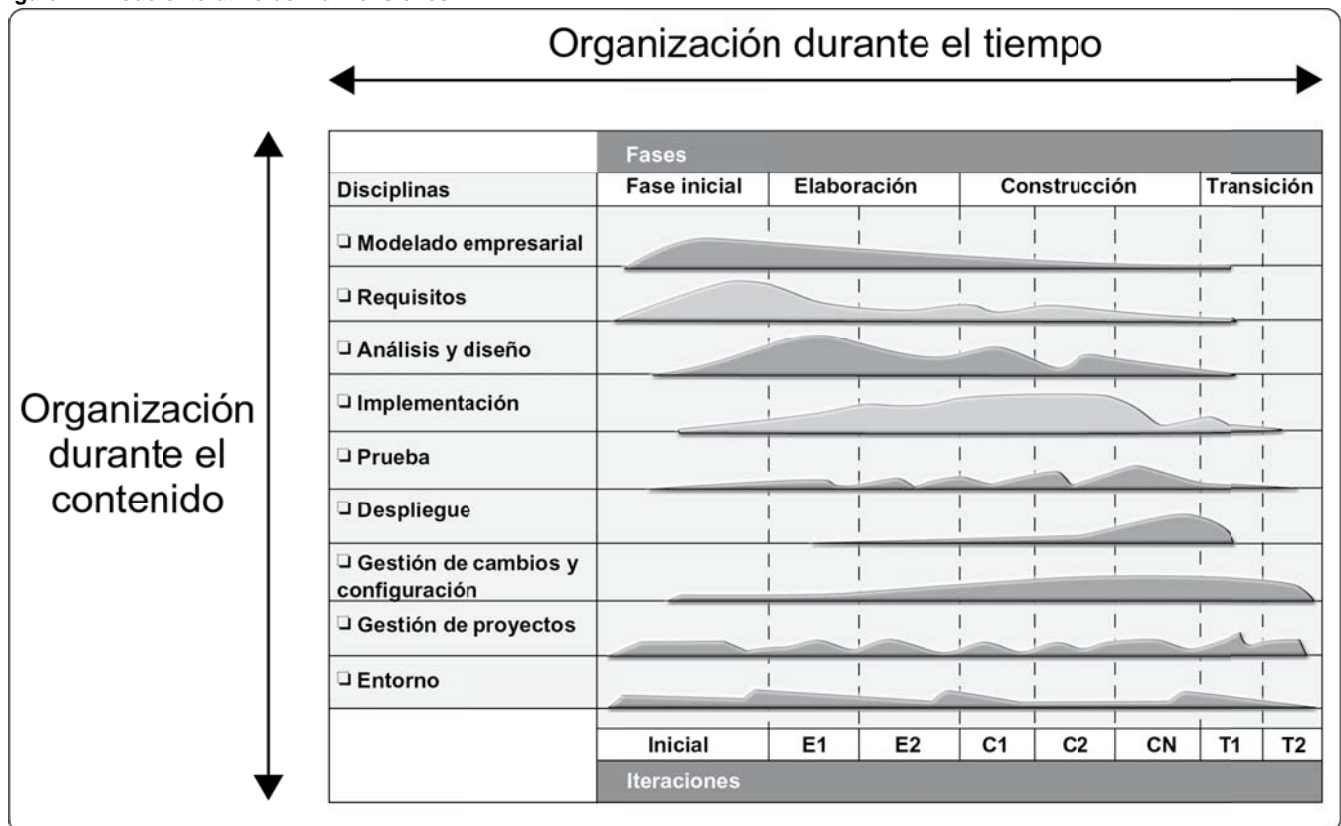 Organización durante el tiempo
Fases
Disciplinas
Fase inicial
Elaboración
Construcción
Transición
❑ Modelado empresarial
❑ Requisitos
❑ Análisis y diseño
❑ Implementación
❑ Prueba
❑ Despliegue
❑ Gestión de cambios y
configuración
❑ Gestión de proyectos
❑ Entorno
Organización
durante el
contenido
Inicial
E1
E2
C1
C2
CN
T1
T2
Iteraciones